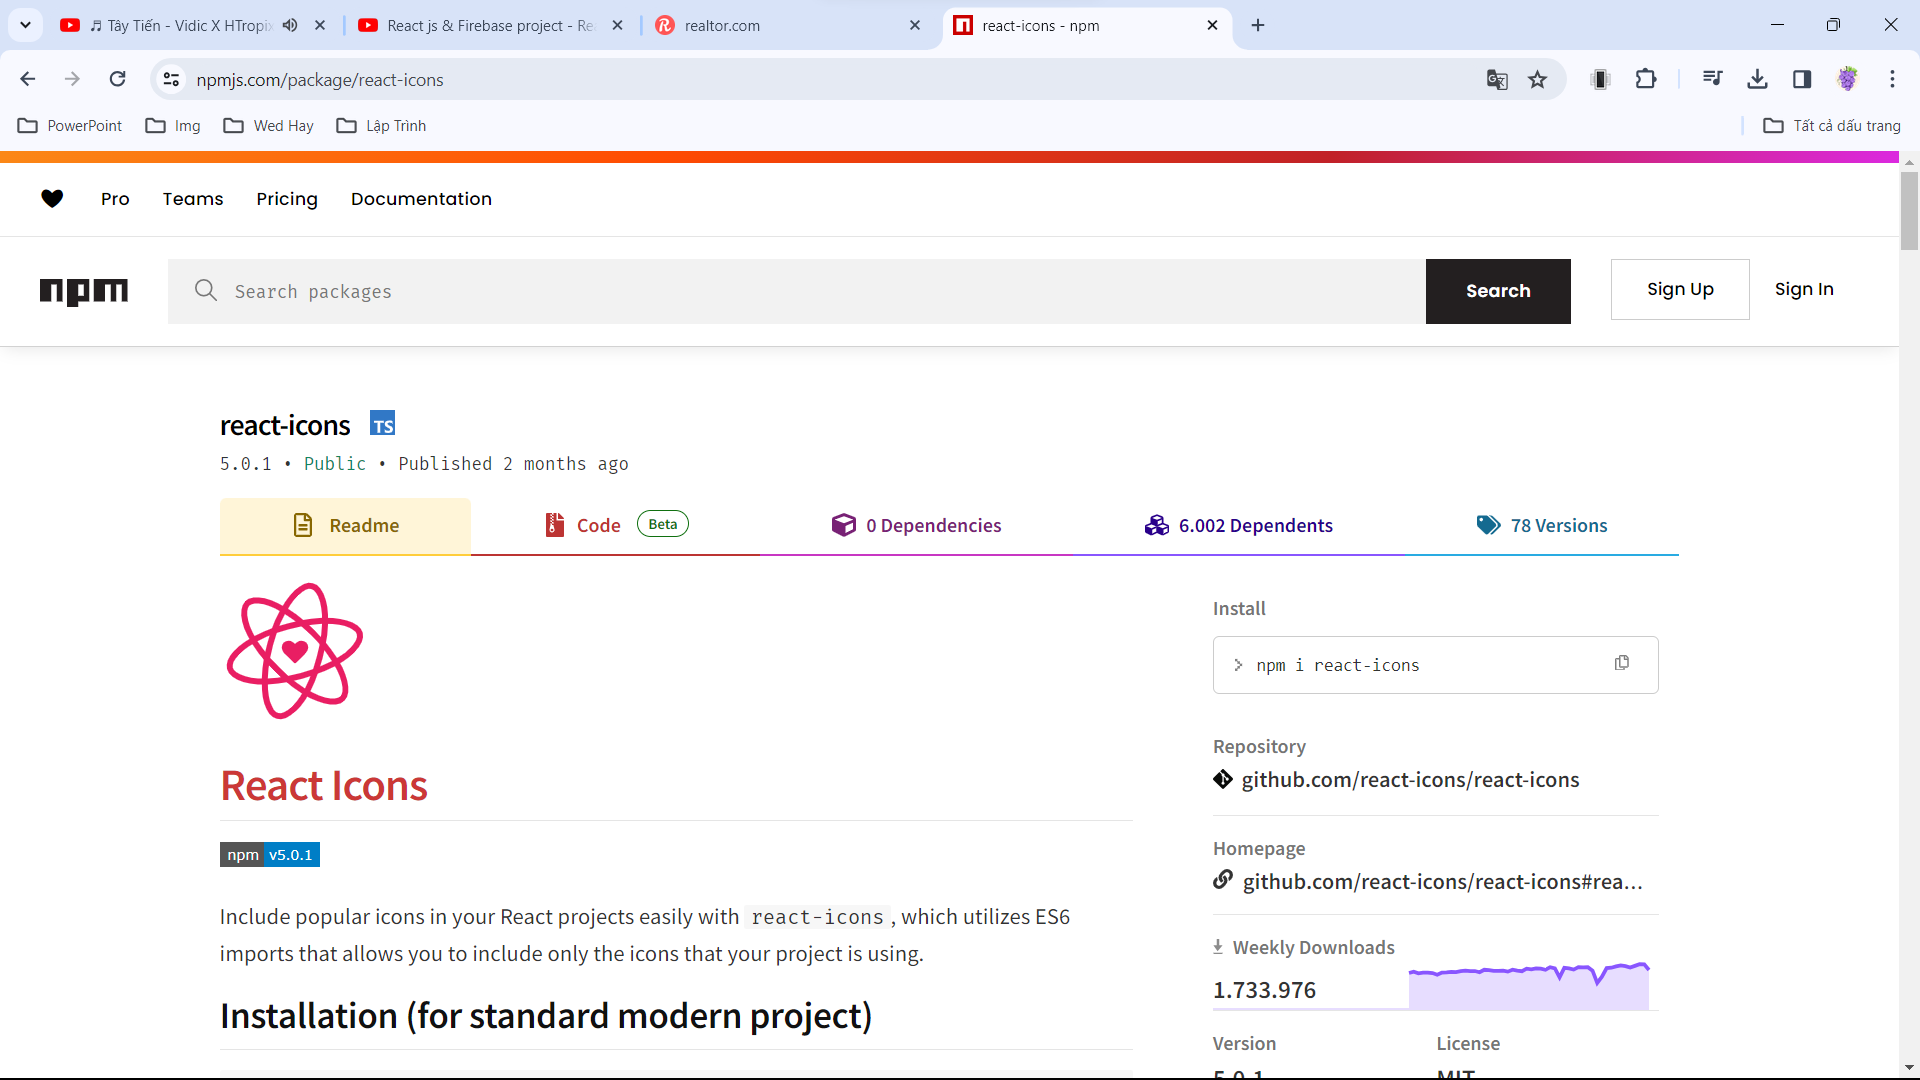 ♬ Tây Tiến - Vidic X HTropix
React js & Firebase project - Re
realtor.com
react-icons - npm
npmjs.com/package/react-icons
PowerPoint
Img
Wed Hay
Lập Trình
Tất cả dấu trang
Pro
Teams
Pricing
Documentation
npm
Search packages
Search
Sign Up
Sign In
react-icons TS
5.0.1 • Public • Published 2 months ago
Readme
Code Beta
0 Dependencies
6.002 Dependents
78 Versions
Install
npm i react-icons
Repository
github.com/react-icons/react-icons
React Icons
npm v5.0.1
Homepage
github.com/react-icons/react-icons#rea...
Include popular icons in your React projects easily with react-icons, which utilizes ES6
imports that allows you to include only the icons that your project is using.
Weekly Downloads
1.733.976
Installation (for standard modern project)
Version
License
5.0.1
MIT